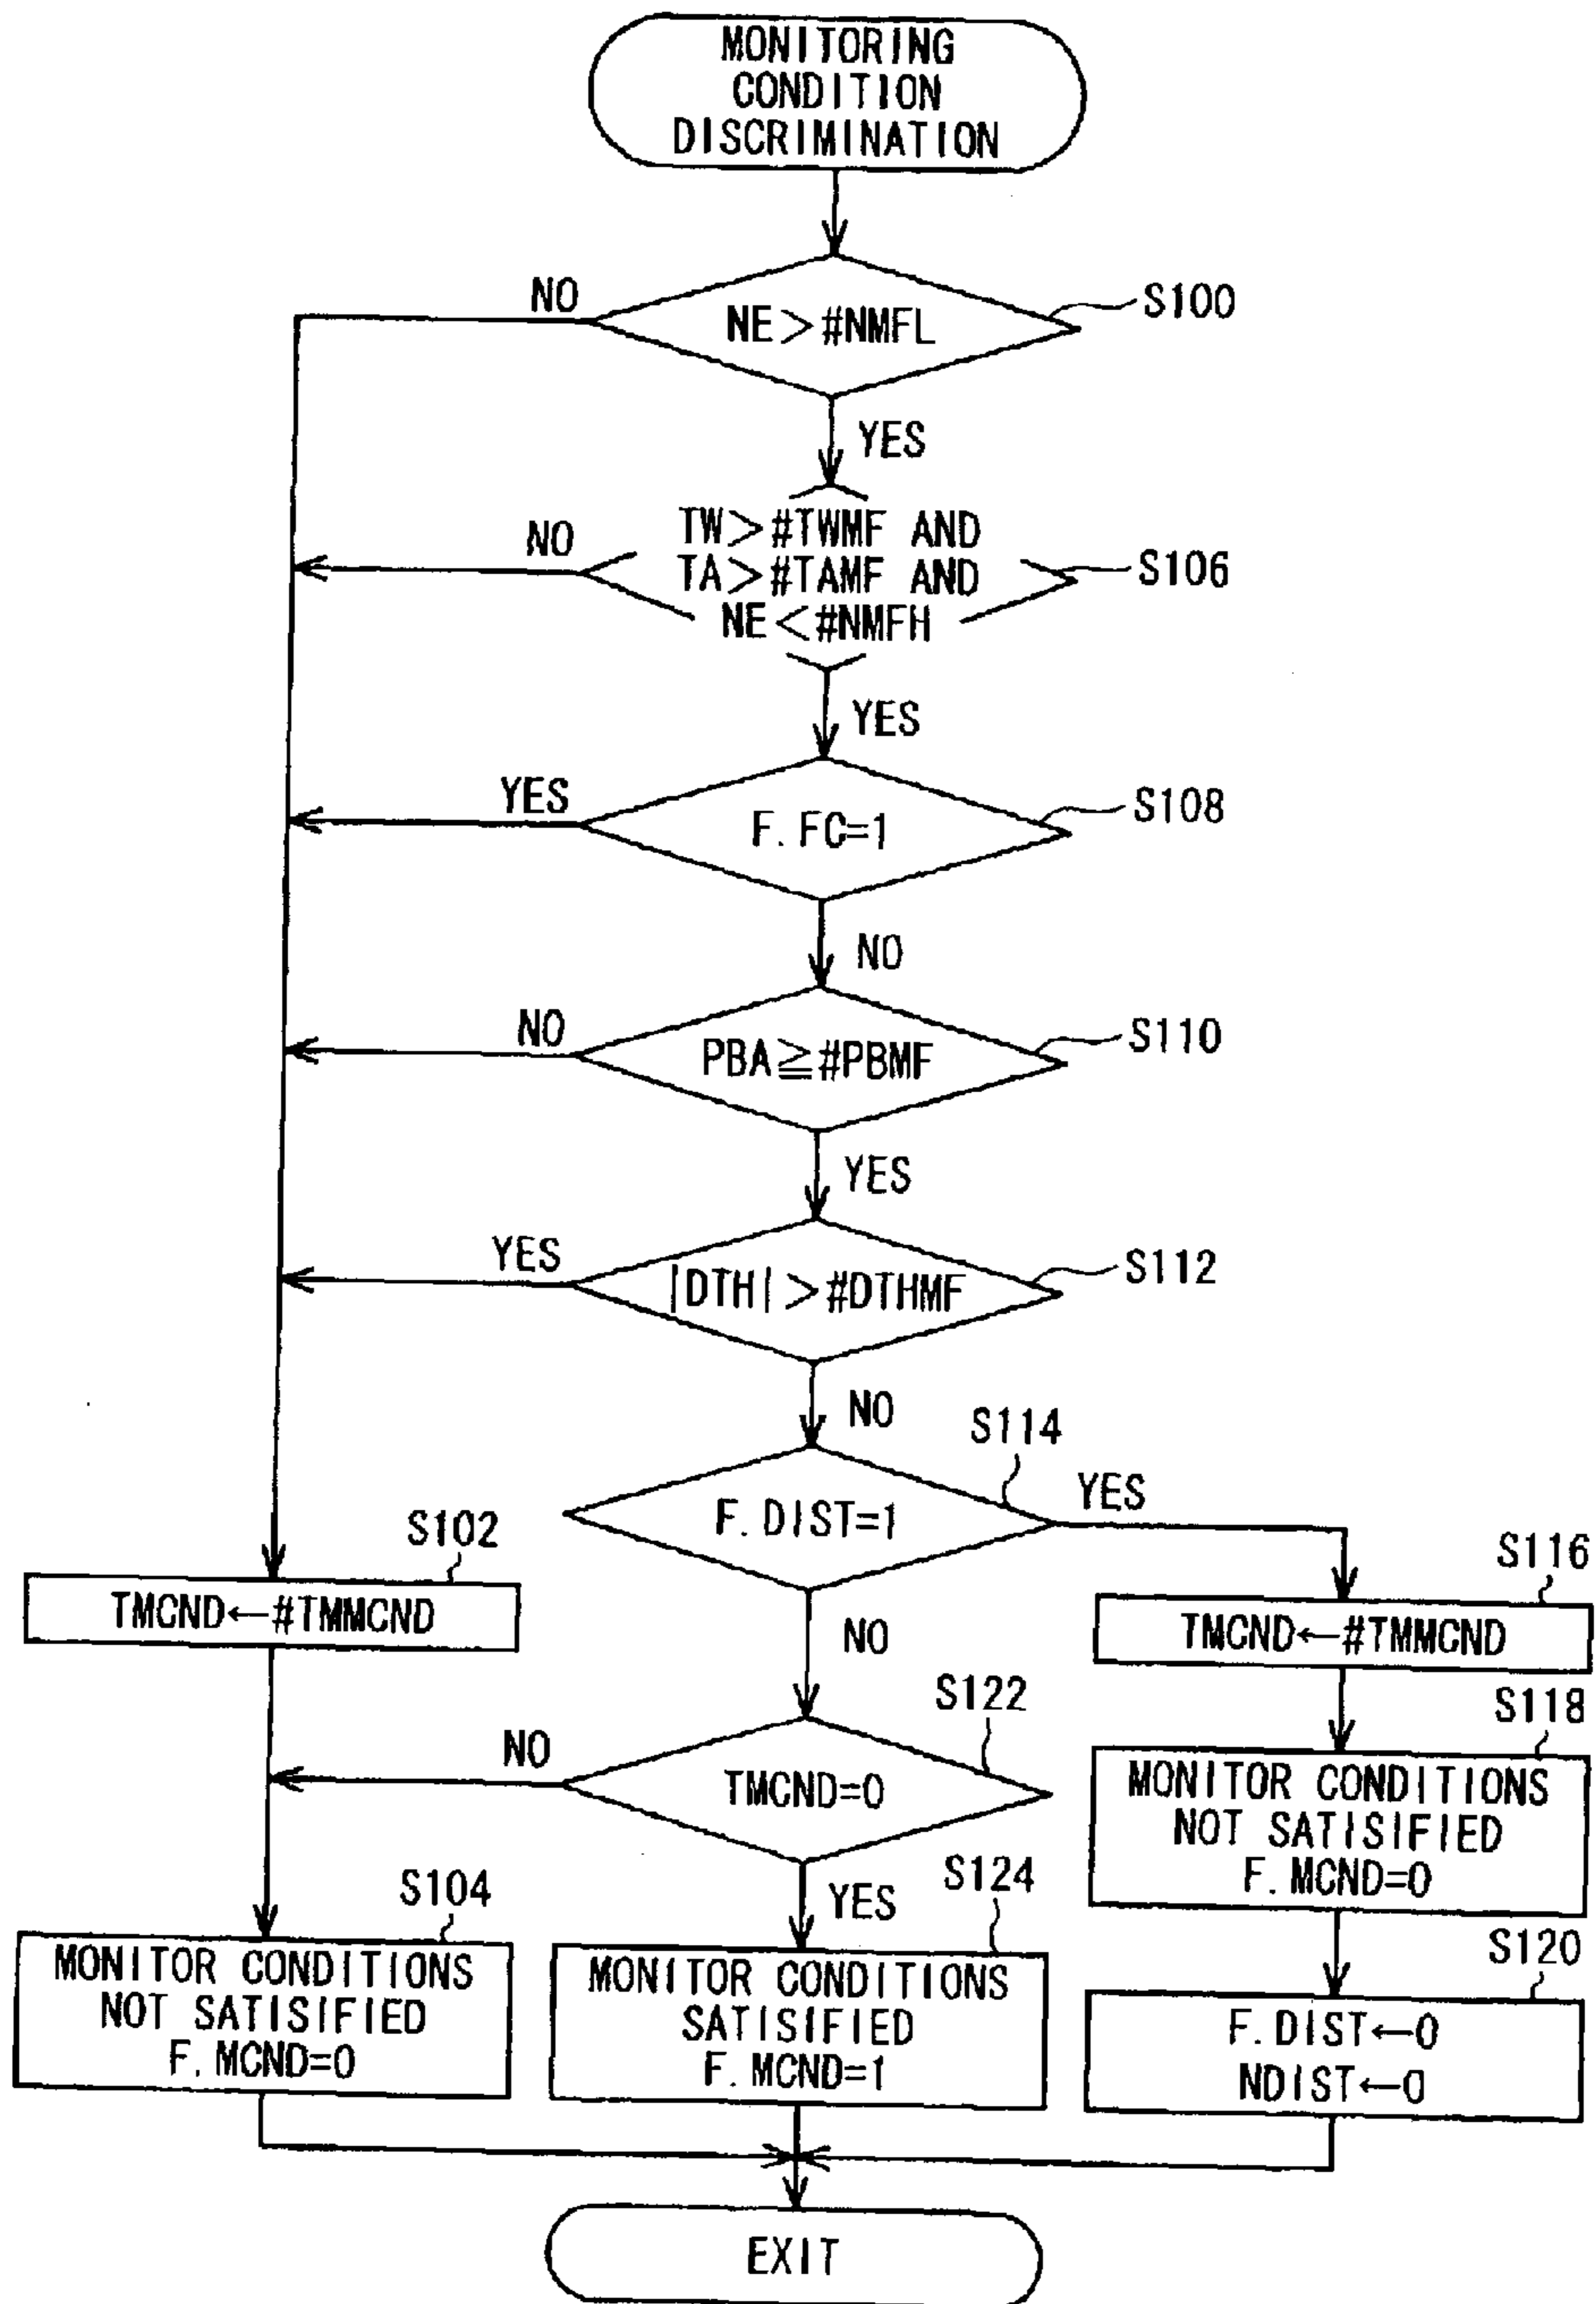 MONITORING
CONDITION
DISCRIMINATION
NO
NE>#NMFL
S100
YES
NO
TW>#TWMF AND
TA>#TAMF AND
NE<#NMFH
S106
YES
YES
F.FC=1
S108
NO
NO
PBA≧#PBMF
S110
YES
YES
|DTH|>#DTHMF
S112
NO
S114
F.DIST=1
YES
S102
TMCND←#TMMCND
NO
S116
TMCND←#TMMCND
S122
NO
TMCND=0
S118
MONITOR CONDITIONS
NOT SATISIFIED
F.MCND=0
S104
MONITOR CONDITIONS
NOT SATISIFIED
F.MCND=0
YES
S124
MONITOR CONDITIONS
SATISIFIED
F.MCND=1
S120
F.DIST←0
NDIST←0
EXIT